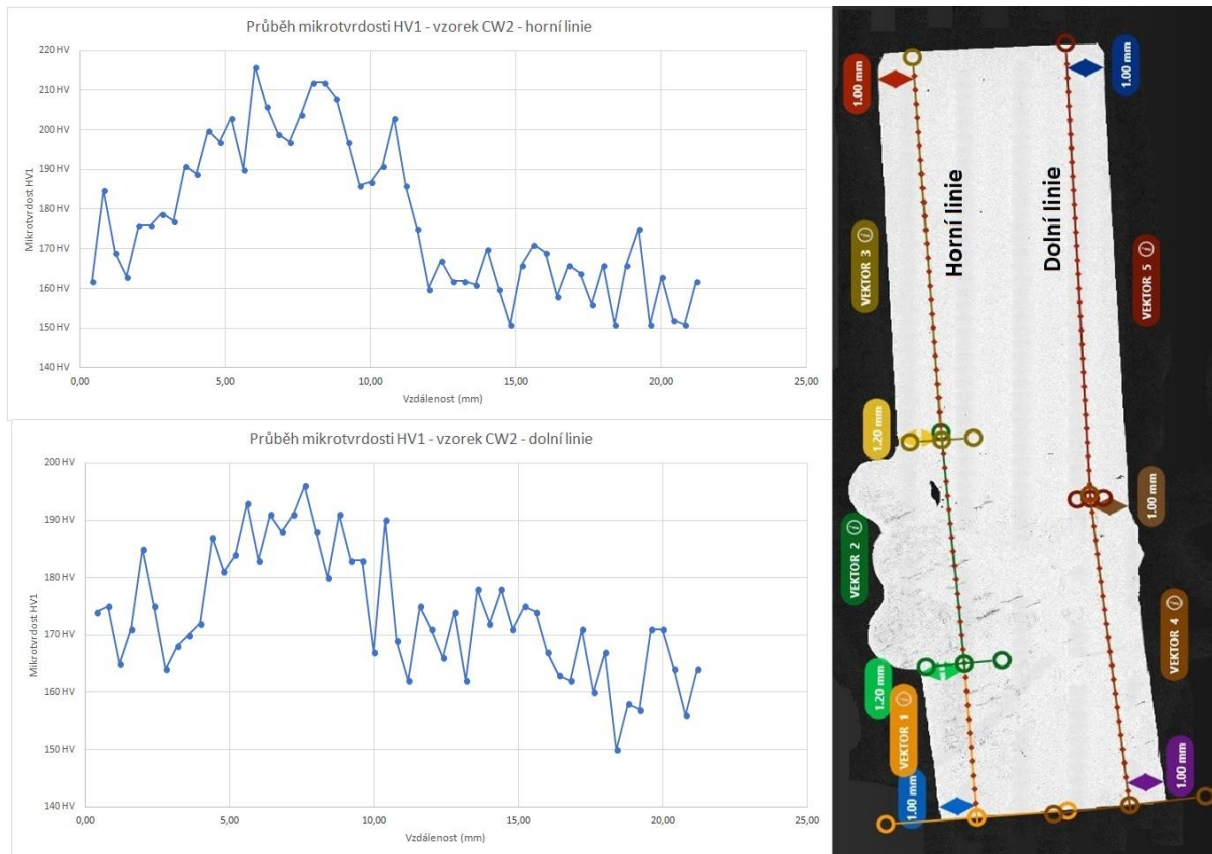 Průběh mikrotvrdosti HV1 - vzorek CW2 - horní linie
220 HV
210 HV
200 HV
190 HV
180 HV
170 HV
160 HV
150 HV
140 HV
Mikrotvrdost HV1
0,00 5,00 10,00 15,00 20,00 25,00
Vzdálenost (mm)
Průběh mikrotvrdosti HV1 - vzorek CW2 - dolní linie
200 HV
190 HV
180 HV
170 HV
160 HV
150 HV
140 HV
Mikrotvrdost HV1
0,00 5,00 10,00 15,00 20,00 25,00
Vzdálenost (mm)
1.00 mm
1.00 mm
Horní linie
Dolní linie
VEKTOR 3 i
VEKTOR 5 i
1.20 mm
1.00 mm
VEKTOR 2 i
VEKTOR 4 i
1.20 mm
VEKTOR 1 i
1.00 mm
1.00 mm